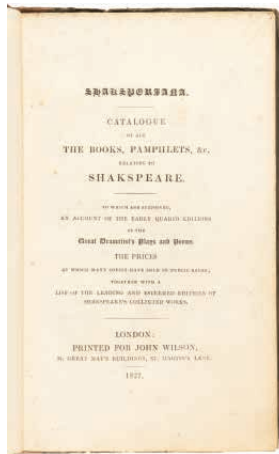 SHAKSPERIANA.
CATALOGUE
OF ALL
THE BOOKS, PAMPHLETS, &c.
RELATING TO
SHAKSPEARE.
TO WHICH ARE SUBJOINED,
AN ACCOUNT OF THE EARLY QUARTO EDITIONS
OF THE
Great Dramatist's Plays and Poems
THE PRICES
AT WHICH MANY COPIES HAVE SOLD IN PUBLIC SALES;
TOGETHER WITH A
LIST OF THE LEADING AND ESTEEMED EDITIONS OF
SHAKSPEARE'S COLLECTED WORKS.
LONDON:
PRINTED FOR JOHN WILSON,
GREAT MAY'S BUILDINGS, ST. MARTIN'S LANE.
1827.